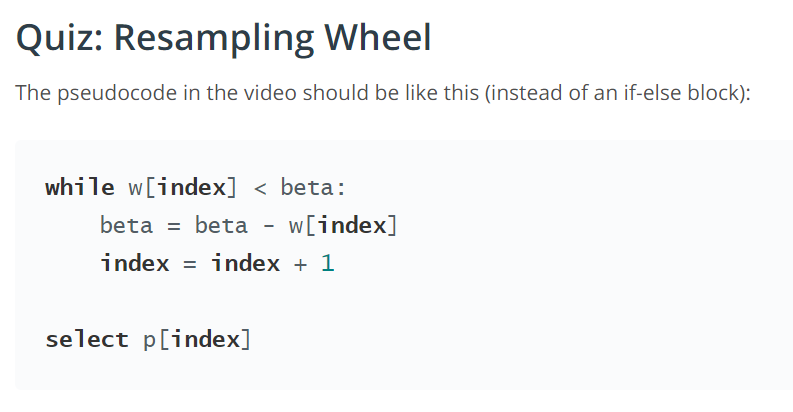 Quiz: Resampling Wheel
The pseudocode in the video should be like this (instead of an if-else block):
while w[index] < beta:
    beta = beta - w[index]
    index = index + 1
select p[index]